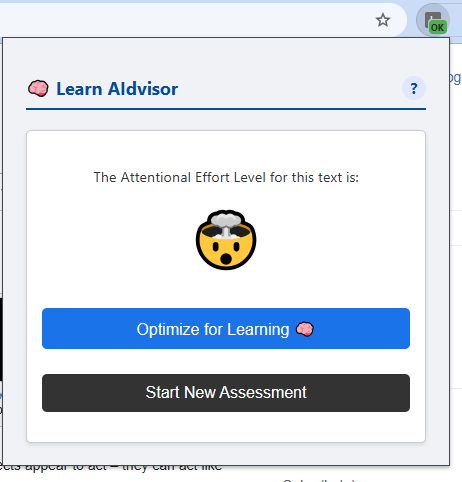 OK
Learn AIdvisor
?
The Attentional Effort Level for this text is:
Optimize for Learning
Start New Assessment
appear to act – they can act like